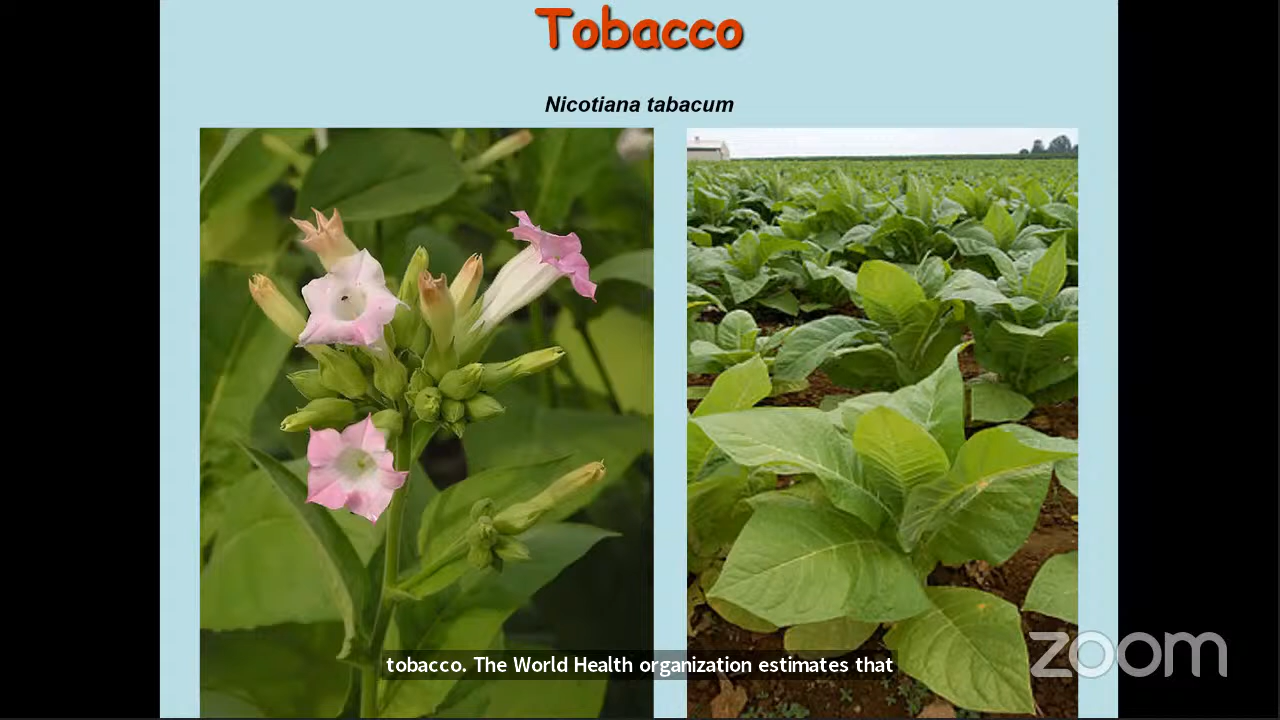 Tobacco
Nicotiana tabacum
tobacco. The World Health organization estimates that
zoom